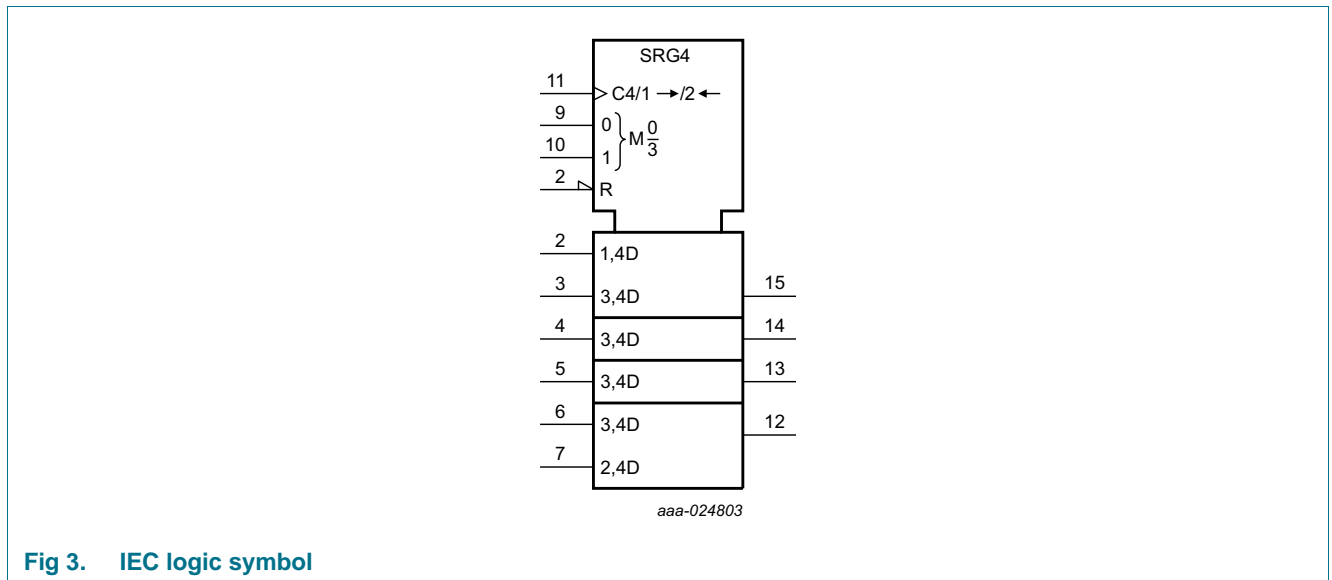 SRG4
11
C4/1 →/2 ←
9
0
M 0/3
10
1
2
R
2
1,4D
3
3,4D
15
4
3,4D
14
5
3,4D
13
6
3,4D
12
7
2,4D
aaa-024803
Fig 3. IEC logic symbol